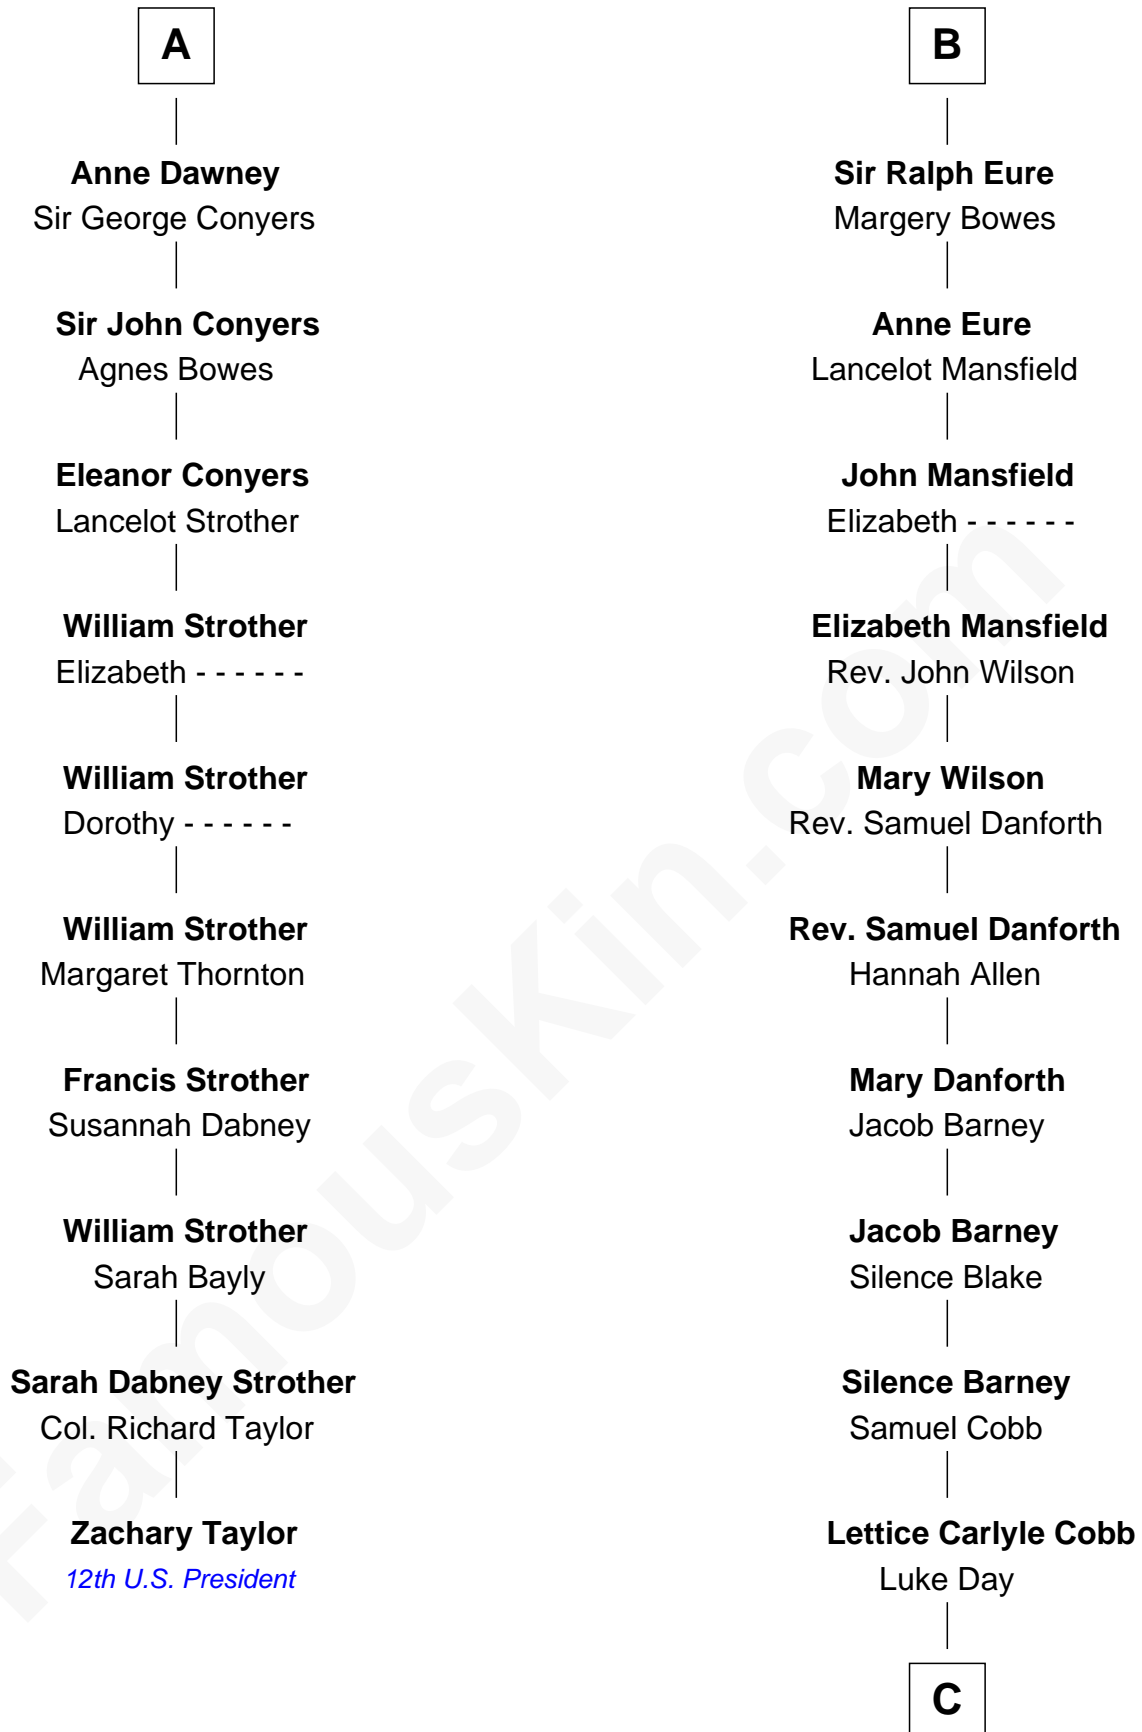 A
Anne Dawney
Sir George Conyers
Sir John Conyers
Agnes Bowes
Eleanor Conyers
Lancelot Strother
William Strother
Elizabeth - - - - - -
William Strother
Dorothy - - - - - -
William Strother
Margaret Thornton
Francis Strother
Susannah Dabney
William Strother
Sarah Bayly
Sarah Dabney Strother
Col. Richard Taylor
Zachary Taylor
12th U.S. President
B
Sir Ralph Eure
Margery Bowes
Anne Eure
Lancelot Mansfield
John Mansfield
Elizabeth - - - - - -
Elizabeth Mansfield
Rev. John Wilson
Mary Wilson
Rev. Samuel Danforth
Rev. Samuel Danforth
Hannah Allen
Mary Danforth
Jacob Barney
Jacob Barney
Silence Blake
Silence Barney
Samuel Cobb
Lettice Carlyle Cobb
Luke Day
C
FamousKin.com